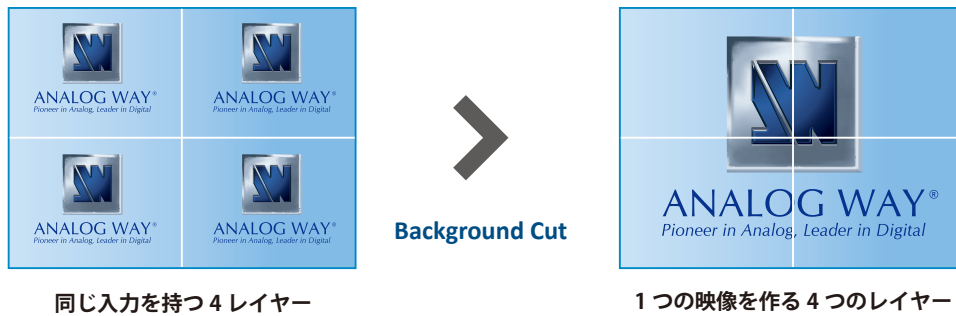 ANALOG WAY®
Pioneer in Analog, Leader in Digital
ANALOG WAY®
Pioneer in Analog, Leader in Digital
ANALOG WAY®
Pioneer in Analog, Leader in Digital
ANALOG WAY®
Pioneer in Analog, Leader in Digital
同じ入力を持つ 4 レイヤー
Background Cut
ANALOG WAY®
Pioneer in Analog, Leader in Digital
1 つの映像を作る 4 つのレイヤー